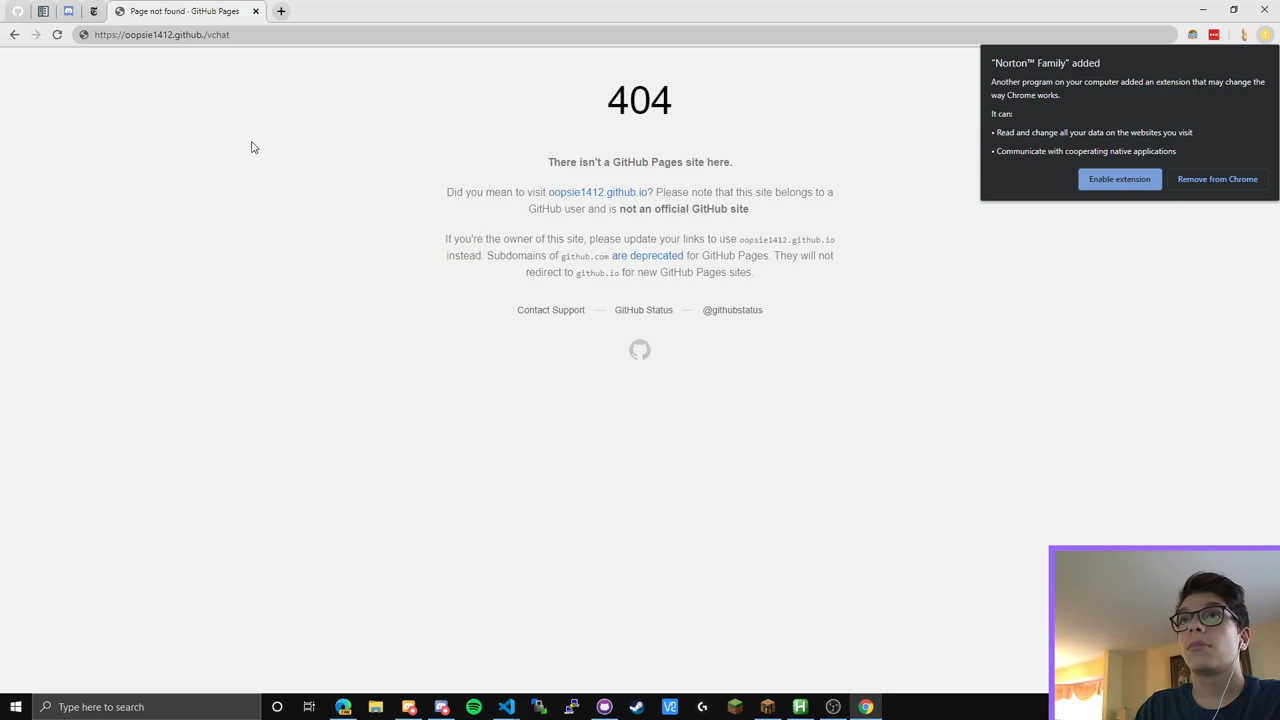 Page not found · GitHub Pages
https://oopsie1412.github./vchat
"Norton™ Family" added
Another program on your computer added an extension that may change the
way Chrome works.
It can:
• Read and change all your data on the websites you visit
• Communicate with cooperating native applications
Enable extension
Remove from Chrome
404
There isn't a GitHub Pages site here.
Did you mean to visit oopsie1412.github.io? Please note that this site belongs to a
GitHub user and is not an official GitHub site.
If you're the owner of this site, please update your links to use oopsie1412.github.io
instead. Subdomains of github.com are deprecated for GitHub Pages. They will not
redirect to github.io for new GitHub Pages sites.
Contact Support — GitHub Status — @githubstatus
Type here to search